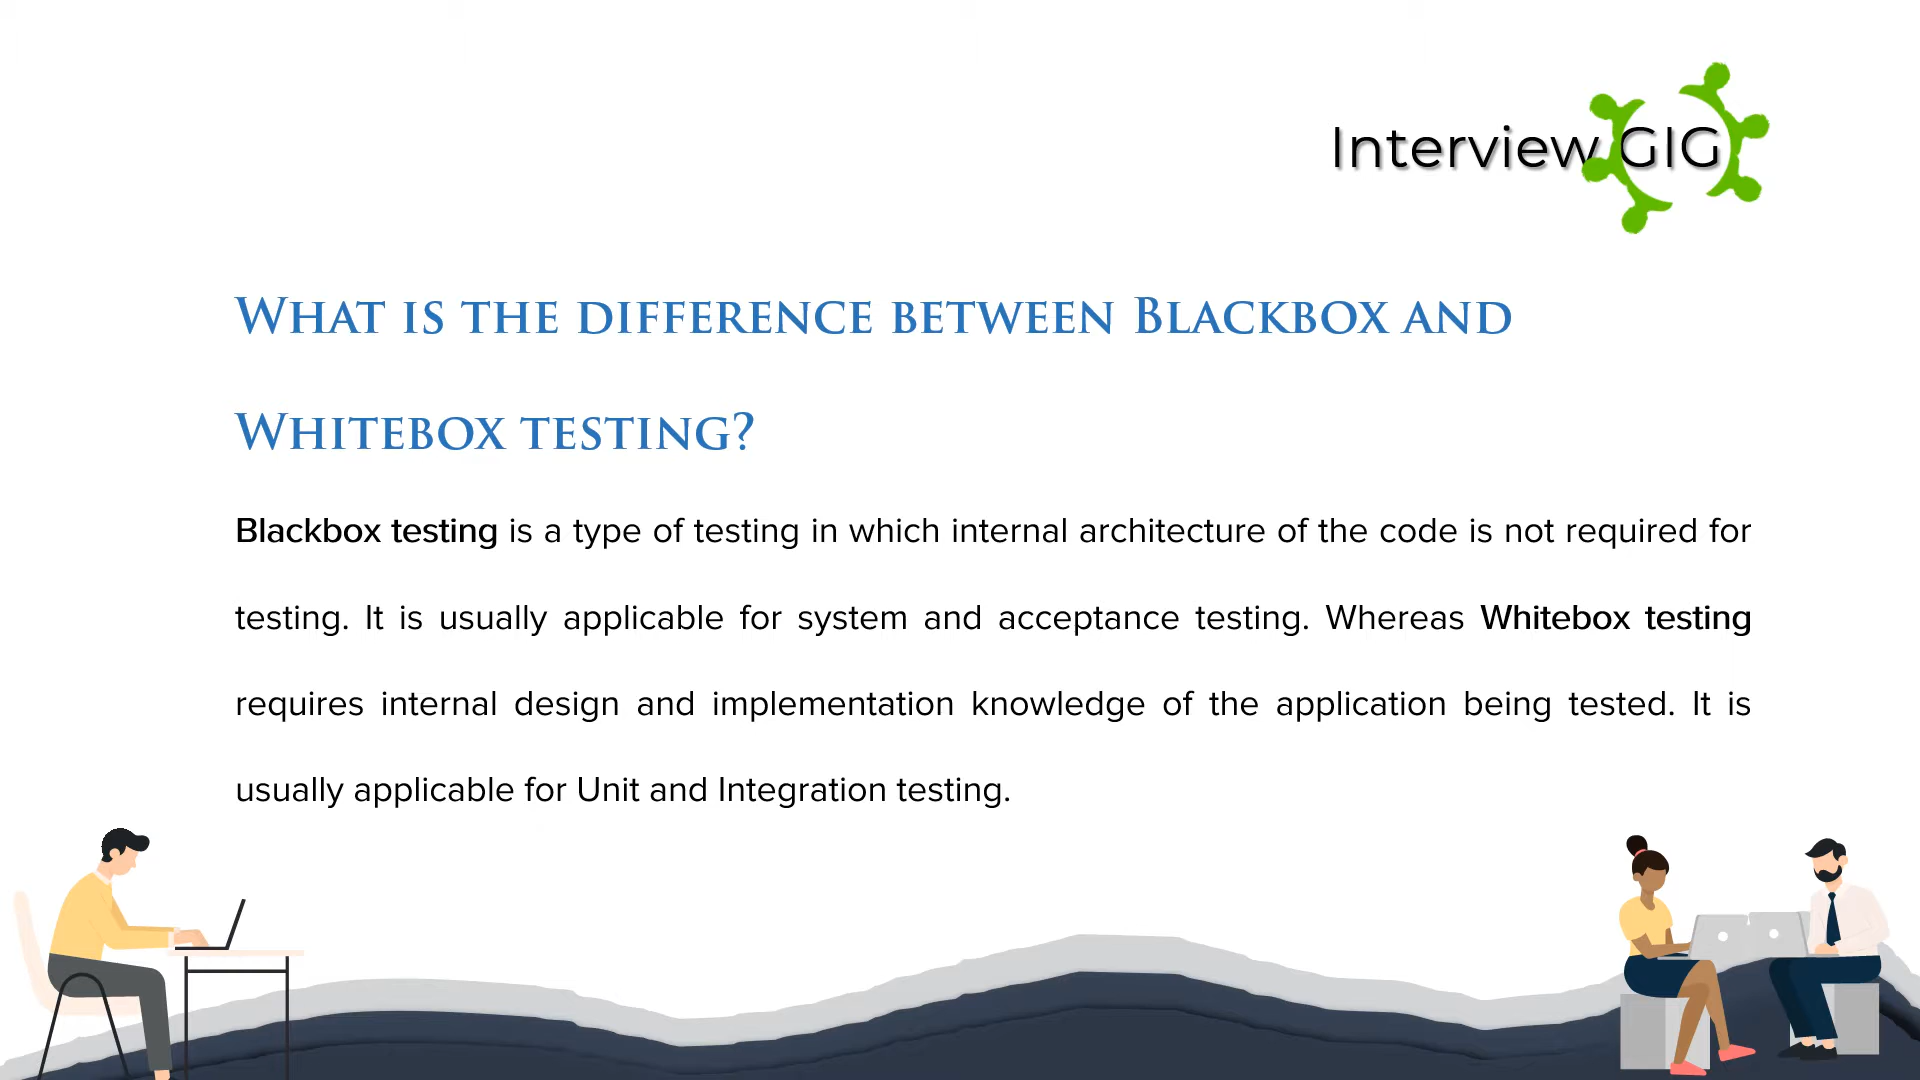 Interview GIG
What is the difference between Blackbox and
Whitebox testing?
Blackbox testing is a type of testing in which internal architecture of the code is not required for
testing. It is usually applicable for system and acceptance testing. Whereas Whitebox testing
requires internal design and implementation knowledge of the application being tested. It is
usually applicable for Unit and Integration testing.